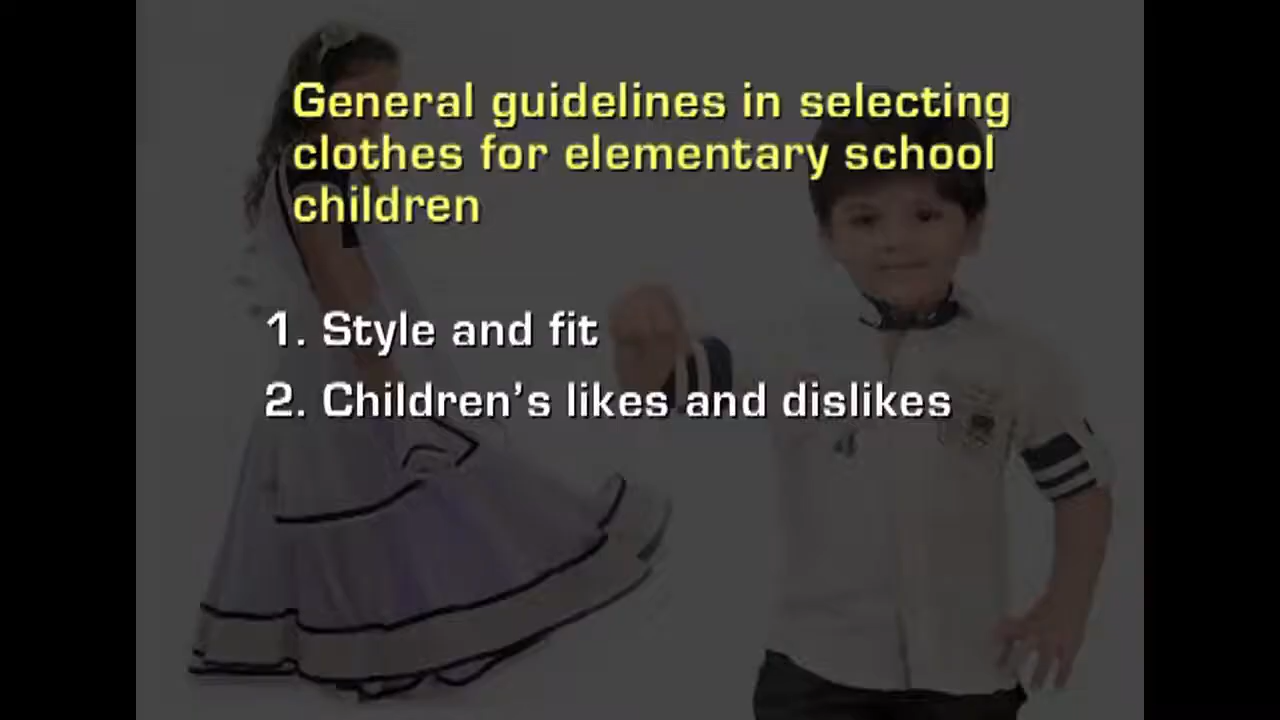 General guidelines in selecting
clothes for elementary school
children
1. Style and fit
2. Children's likes and dislikes